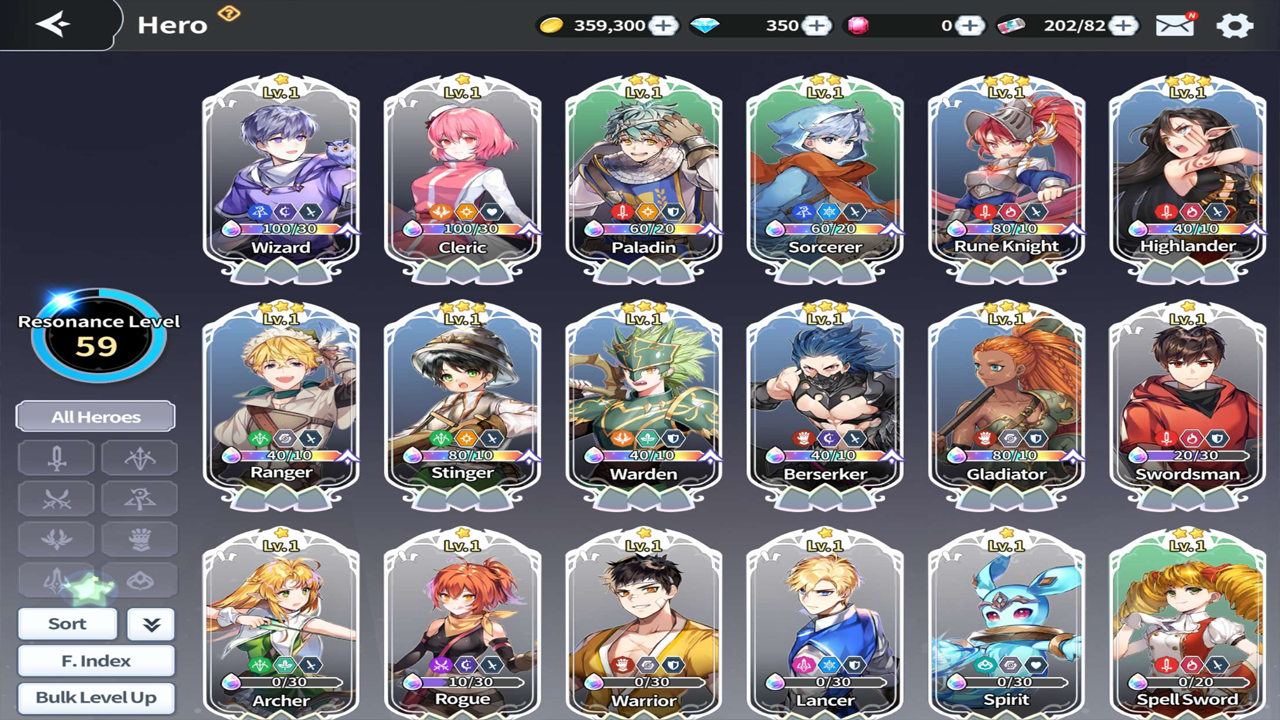 Hero ?
359,300 350 0 202/82 N
Lv. 1 Lv. 1 Lv. 1 Lv. 1 Lv. 1 Lv. 1
100/30 100/30 60/20 60/20 80/10 40/10
Wizard Cleric Paladin Sorcerer Rune Knight Highlander
Resonance Level
59
Lv. 1 Lv. 1 Lv. 1 Lv. 1 Lv. 1 Lv. 1
40/10 80/10 40/10 40/10 80/10 20/30
Ranger Stinger Warden Berserker Gladiator Swordsman
All Heroes
Lv. 1 Lv. 1 Lv. 1 Lv. 1 Lv. 1 Lv. 1
0/30 10/30 0/30 0/30 0/30 0/20
Archer Rogue Warrior Lancer Spirit Spell Sword
Sort
F. Index
Bulk Level Up